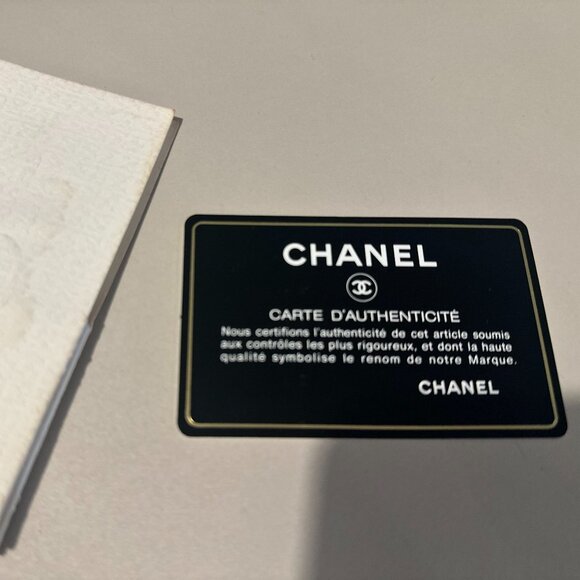 CHANEL
CARTE D'AUTHENTICITÉ
Nous certifions l'authenticité de cet article soumis
aux contrôles les plus rigoureux, et dont la haute
qualité symbolise le renom de notre Marque.
CHANEL